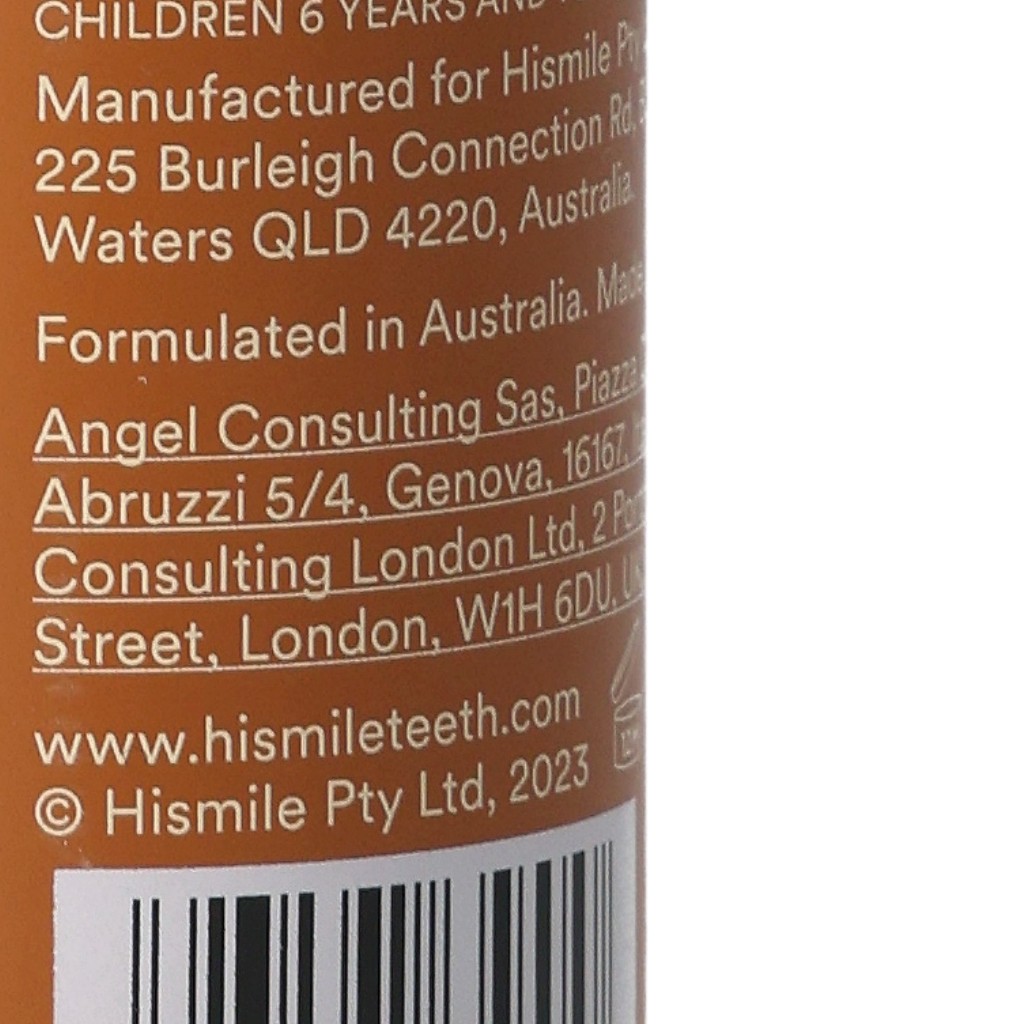 CHILDREN 6 YEARS AND
Manufactured for Hismile Pty
225 Burleigh Connection Rd,
Waters QLD 4220, Australia.
Formulated in Australia. Made
Angel Consulting Sas, Piazza
Abruzzi 5/4, Genova, 16167,
Consulting London Ltd, 2
Street, London, W1H 6DU,
www.hismileteeth.com
© Hismile Pty Ltd, 2023